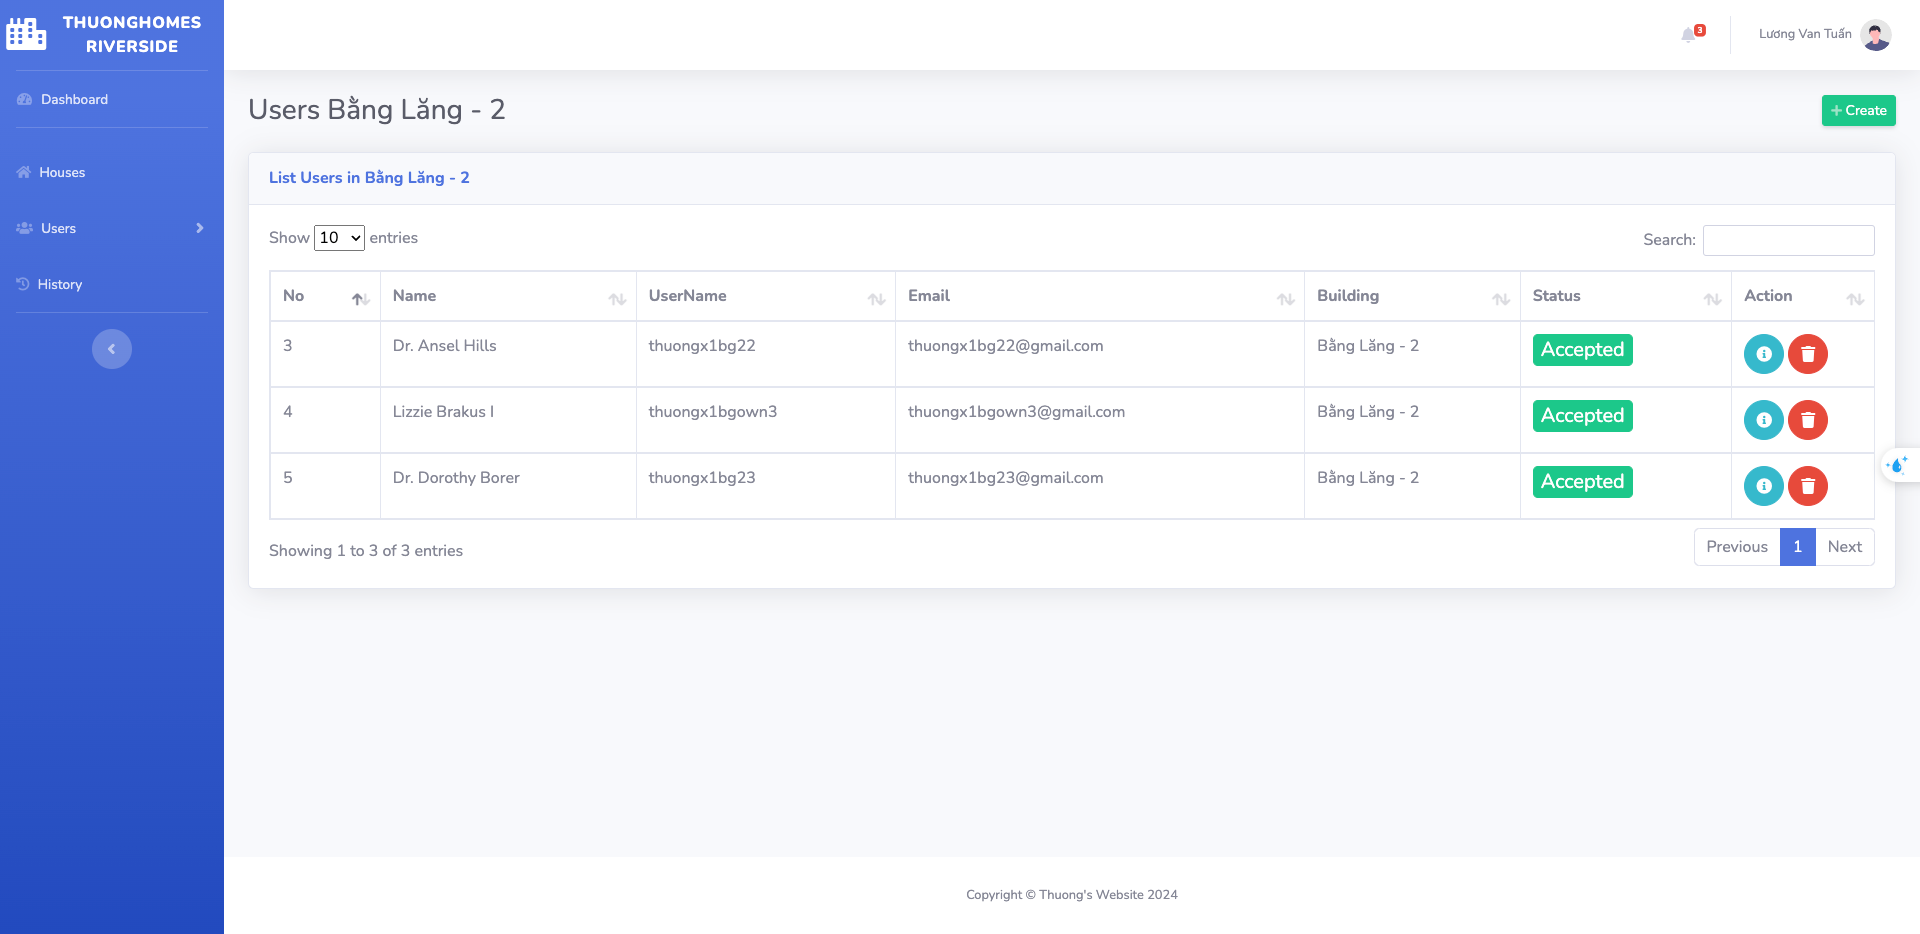 THUONGHOMES
RIVERSIDE
3
Lương Van Tuấn
Dashboard
Houses
Users
History
Users Bằng Lăng - 2
Create
List Users in Bằng Lăng - 2
Show 10 entries
Search:
No Name UserName Email Building Status Action
3 Dr. Ansel Hills thuongx1bg22 thuongx1bg22@gmail.com Bằng Lăng - 2 Accepted
4 Lizzie Brakus I thuongx1bgown3 thuongx1bgown3@gmail.com Bằng Lăng - 2 Accepted
5 Dr. Dorothy Borer thuongx1bg23 thuongx1bg23@gmail.com Bằng Lăng - 2 Accepted
Showing 1 to 3 of 3 entries
Previous 1 Next
Copyright © Thuong's Website 2024